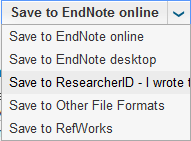 Save to EndNote online
Save to EndNote online
Save to EndNote desktop
Save to ResearcherID - I wrote t
Save to Other File Formats
Save to RefWorks